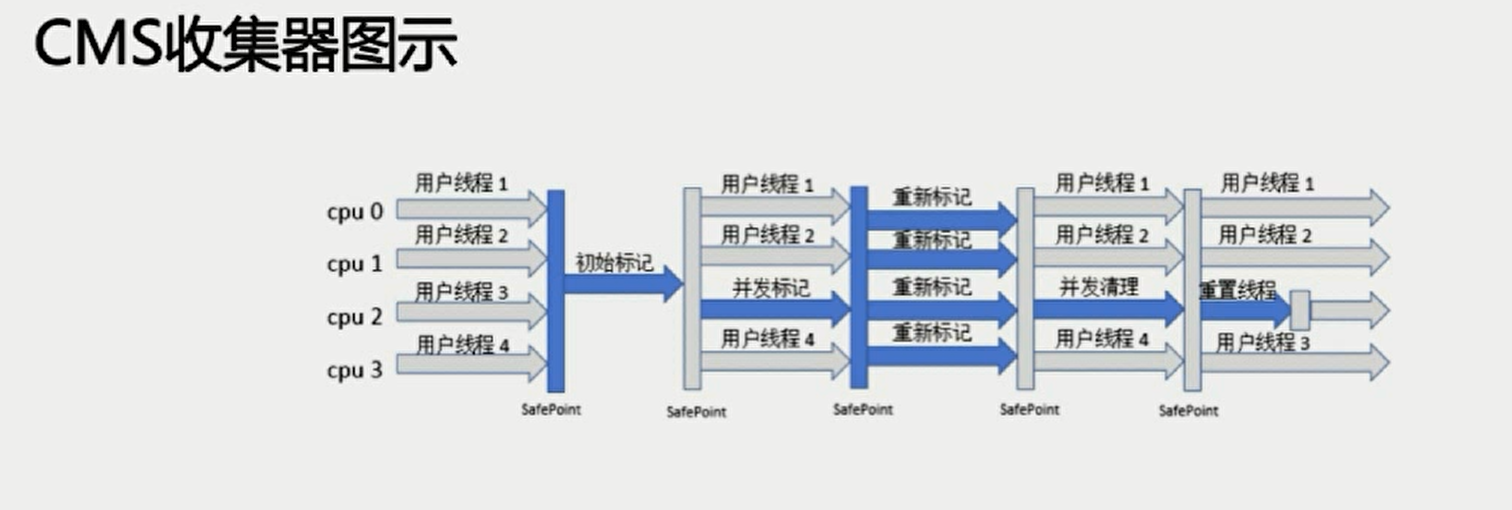 CMS收集器图示
用户线程 1 用户线程 1 重新标记 用户线程 1 用户线程 1
cpu 0
用户线程 2 用户线程 2 重新标记 用户线程 2 用户线程 2
cpu 1 初始标记
用户线程 3 并发标记 重新标记 并发清理 重置线程
cpu 2
用户线程 4 用户线程 4 重新标记 用户线程 4 用户线程 3
cpu 3
SafePoint SafePoint SafePoint SafePoint SafePoint